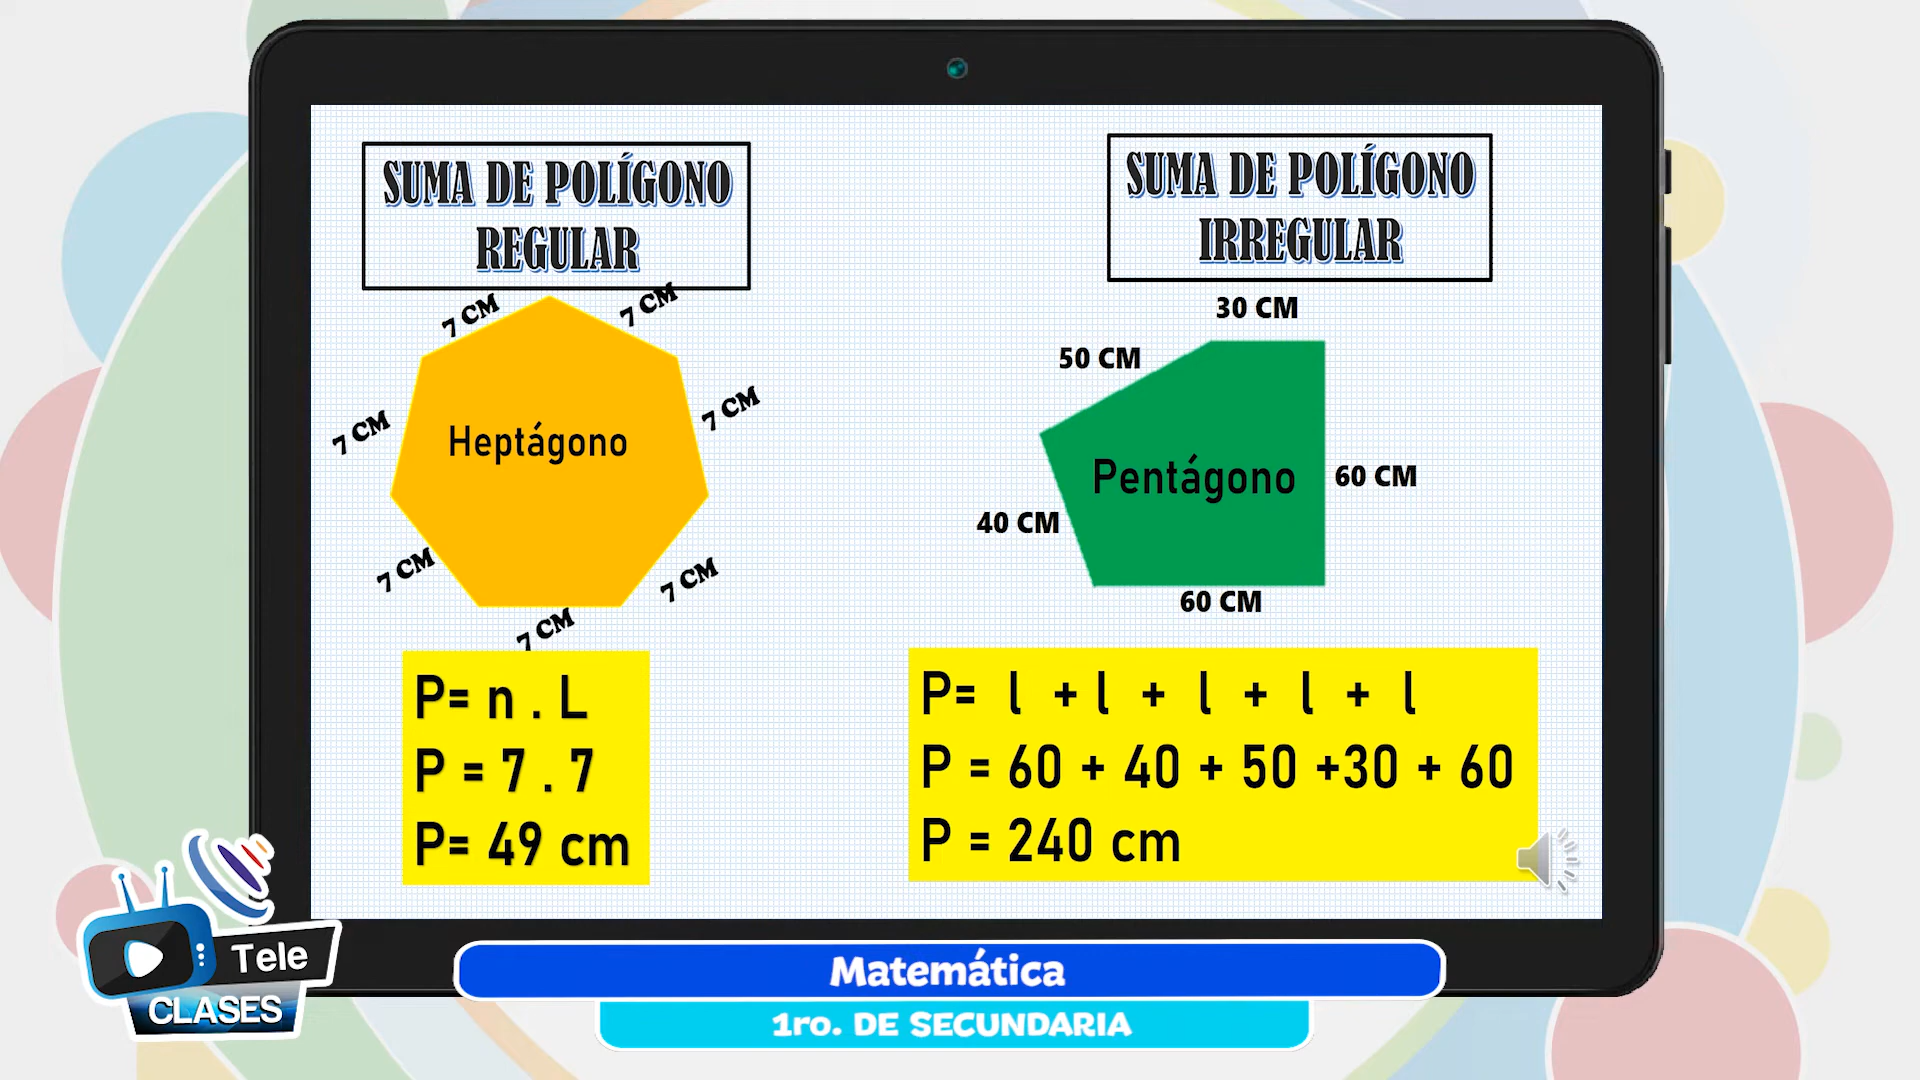 SUMA DE POLÍGONO
REGULAR
7 CM
7 CM
7 CM
7 CM
Heptágono
7 CM
7 CM
7 CM
P= n . L
P = 7 . 7
P= 49 cm
SUMA DE POLÍGONO
IRREGULAR
30 CM
50 CM
Pentágono
60 CM
40 CM
60 CM
P= l + l + l + l + l
P = 60 + 40 + 50 +30 + 60
P = 240 cm
Tele
CLASES
Matemática
1ro. DE SECUNDARIA